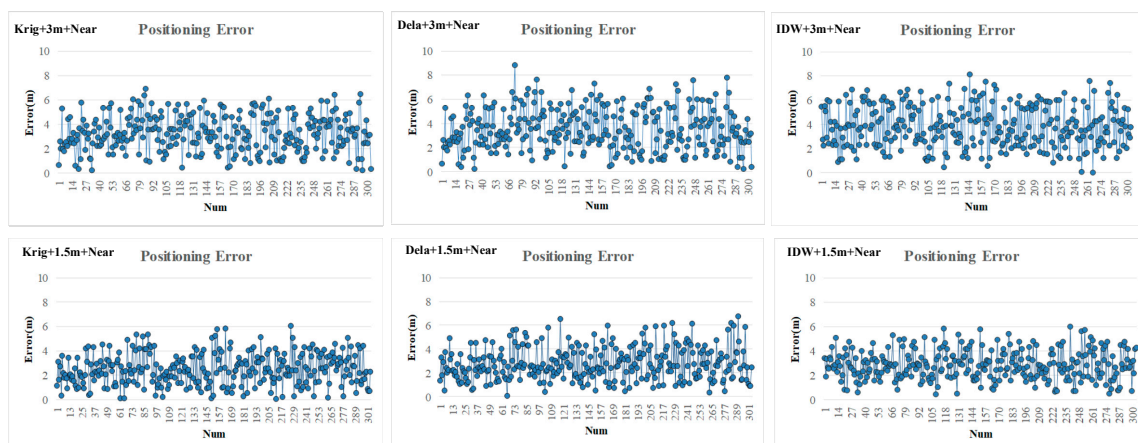 Krig+3m+Near
Positioning Error
10
8
6
4
2
0
Error(m)
1 14 27 40 53 66 79 92 105 118 131 144 157 170 183 196 209 222 235 248 261 274 287 300
Num
Dela+3m+Near
Positioning Error
10
8
6
4
2
0
Error(m)
1 14 27 40 53 66 79 92 105 118 131 144 157 170 183 196 209 222 235 248 261 274 287 300
Num
IDW+3m+Near
Positioning Error
10
8
6
4
2
0
Error(m)
1 14 27 40 53 66 79 92 105 118 131 144 157 170 183 196 209 222 235 248 261 274 287 300
Num
Krig+1.5m+Near
Positioning Error
10
8
6
4
2
0
Error(m)
1 13 25 37 49 61 73 85 97 109 121 133 145 157 169 181 193 205 217 229 241 253 265 277 289 301
Num
Dela+1.5m+Near
Positioning Error
10
8
6
4
2
0
Error(m)
1 13 25 37 49 61 73 85 97 109 121 133 145 157 169 181 193 205 217 229 241 253 265 277 289 301
Num
IDW+1.5m+Near
Positioning Error
10
8
6
4
2
0
Error(m)
1 14 27 40 53 66 79 92 105 118 131 144 157 170 183 196 209 222 235 248 261 274 287 300
Num